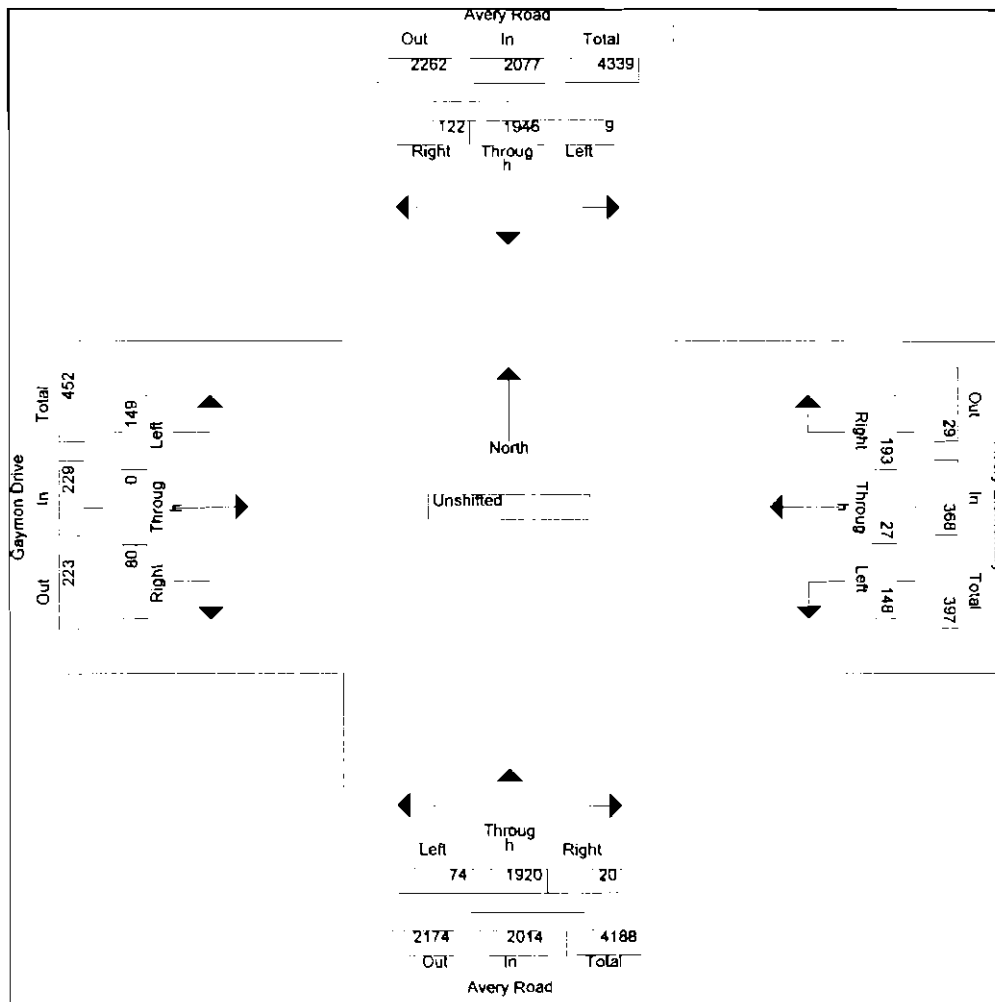 Avery Road
Out In Total
2262 2077 4339
122 1946 9
Right Throug
h Left
Gaymon Drive
Out In Total
223 229 452
149 0 80
Left Throug
h Right
North
Unshifted
Right Throug
h Left
193 27 148
Out In Total
29 368 397
Left Throug
h Right
74 1920 20
2174 2014 4188
Out In Total
Avery Road